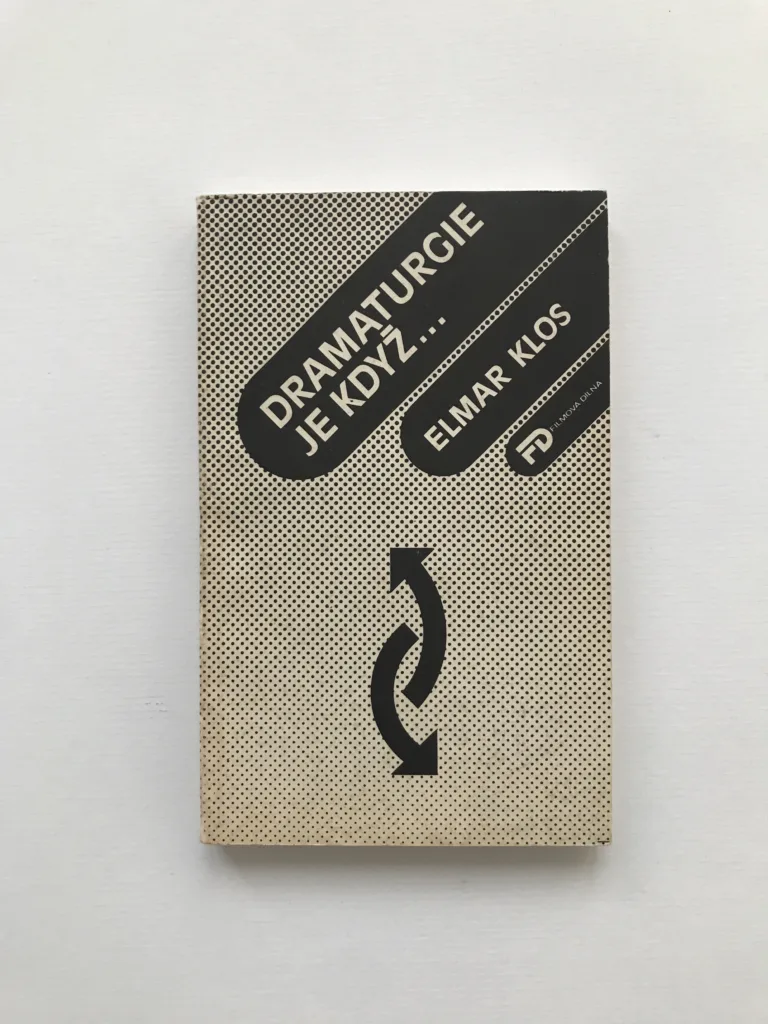 DRAMATURGIE
JE KDYŽ...
ELMAR KLOS
FD FILMOVÁ DÍLNA